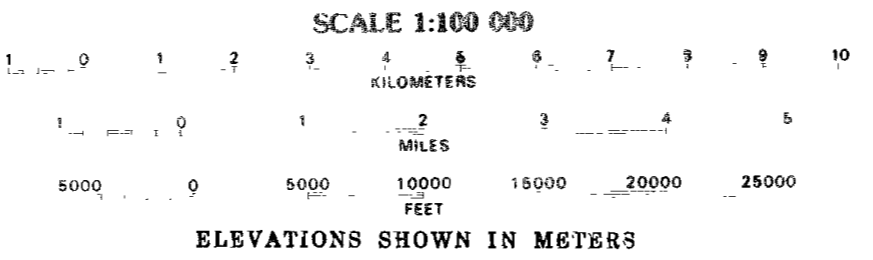 SCALE 1:100 000
1 0 1 2 3 4 5 6 7 8 9 10
KILOMETERS
1 0 1 2 3 4 5
MILES
5000 0 5000 10000 15000 20000 25000
FEET
ELEVATIONS SHOWN IN METERS